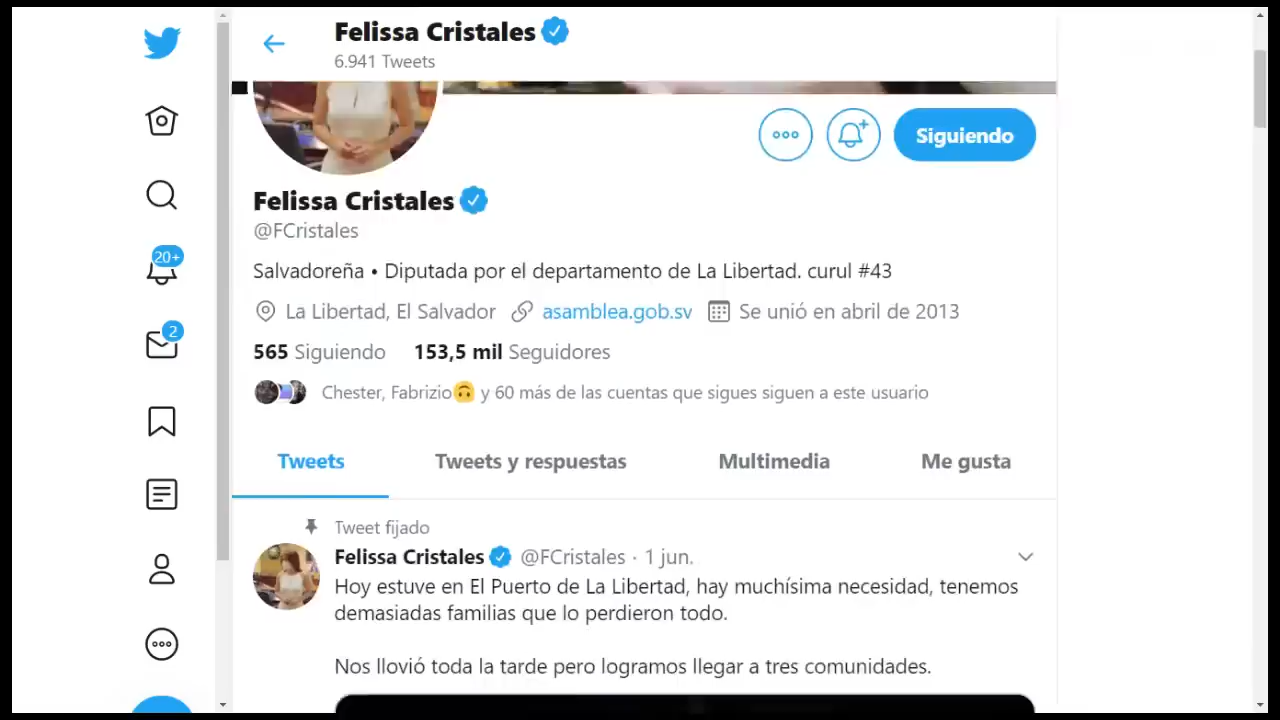 Felissa Cristales
6.941 Tweets
Siguiendo
Felissa Cristales
@FCristales
Salvadoreña • Diputada por el departamento de La Libertad. curul #43
La Libertad, El Salvador asamblea.gob.sv Se unió en abril de 2013
565 Siguiendo 153,5 mil Seguidores
Chester, Fabrizio🙃 y 60 más de las cuentas que sigues siguen a este usuario
Tweets Tweets y respuestas Multimedia Me gusta
Tweet fijado
Felissa Cristales @FCristales · 1 jun.
Hoy estuve en El Puerto de La Libertad, hay muchísima necesidad, tenemos
demasiadas familias que lo perdieron todo.
Nos llovió toda la tarde pero logramos llegar a tres comunidades.
20+
2